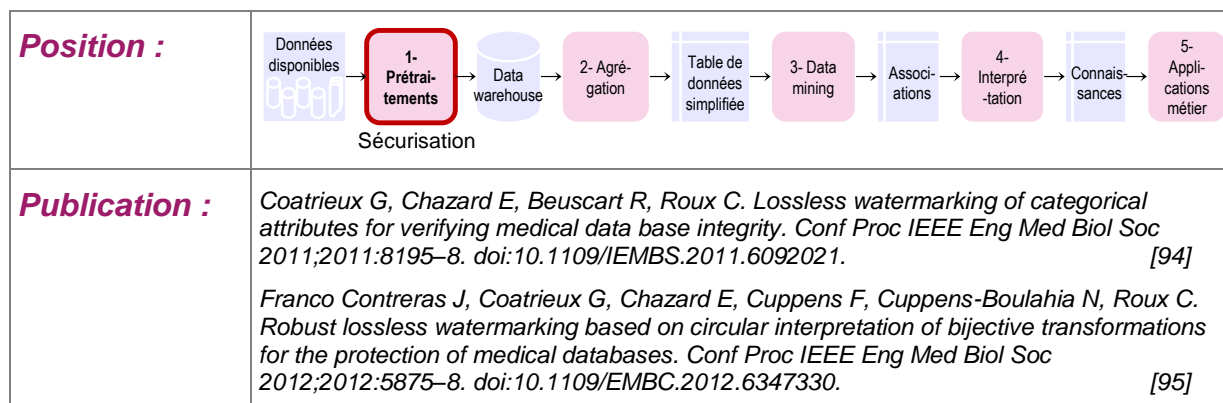 Position :
Données
disponibles
1-
Prétrai-
tements
Data
warehouse
2- Agré-
gation
Table de
données
simplifiée
3- Data
mining
Associ-
ations
4-
Interpré
-tation
Connais-
sances
5-
Appli-
cations
métier
Sécurisation
Publication :
Coatrieux G, Chazard E, Beuscart R, Roux C. Lossless watermarking of categorical
attributes for verifying medical data base integrity. Conf Proc IEEE Eng Med Biol Soc
2011;2011:8195–8. doi:10.1109/IEMBS.2011.6092021. [94]
Franco Contreras J, Coatrieux G, Chazard E, Cuppens F, Cuppens-Boulahia N, Roux C.
Robust lossless watermarking based on circular interpretation of bijective transformations
for the protection of medical databases. Conf Proc IEEE Eng Med Biol Soc
2012;2012:5875–8. doi:10.1109/EMBC.2012.6347330. [95]